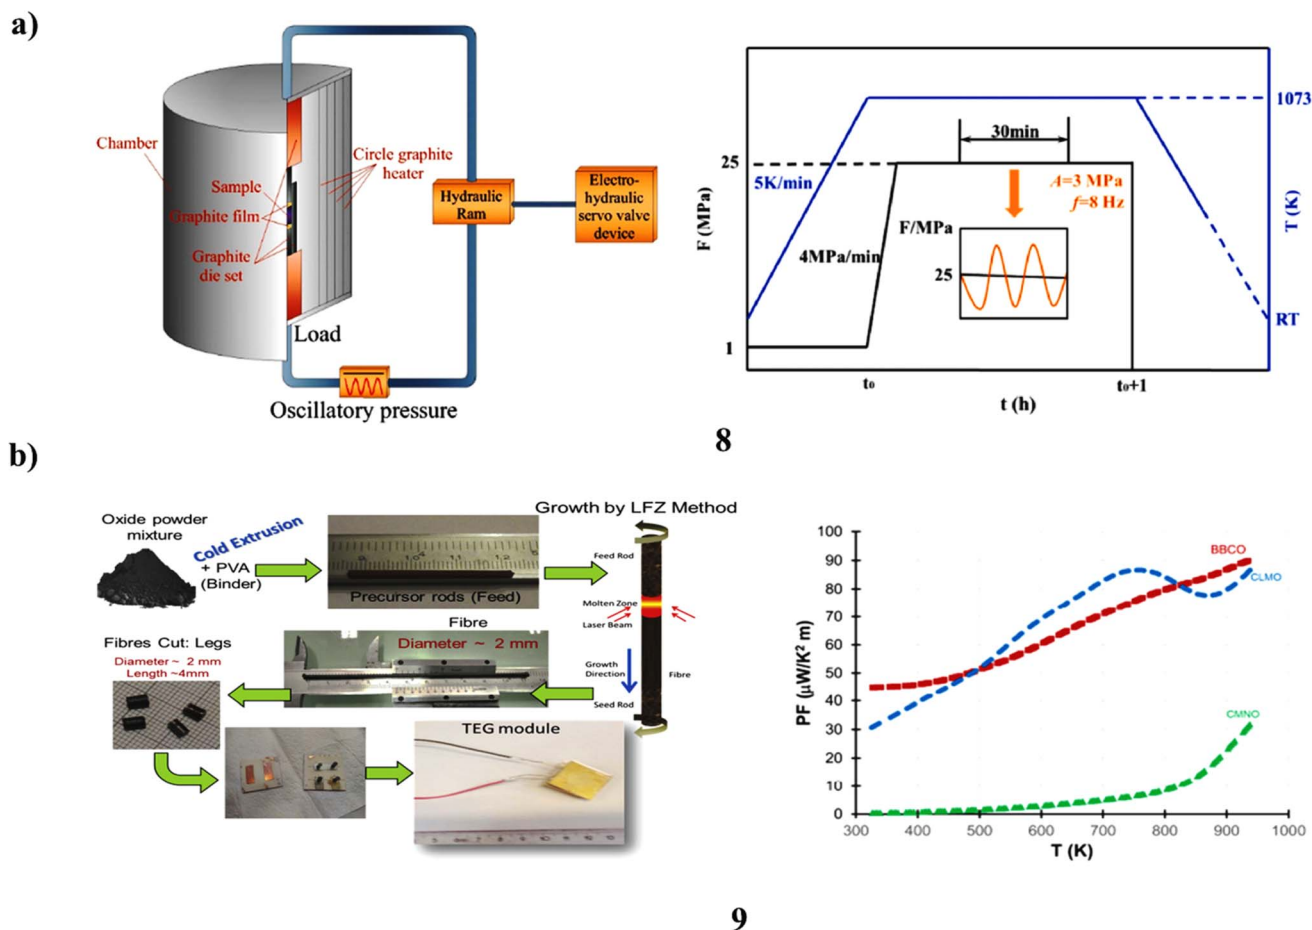 a)
Chamber
Sample
Graphite film
Graphite
die set
Circle graphite
heater
Load
Oscillatory pressure
Hydraulic
Ram
Electro-
hydraulic
servo valve
device
F (MPa)
25
1
5K/min
4MPa/min
30min
A=3 MPa
f=8 Hz
F/MPa
25
1073
RT
T (K)
t₀
t₀+1
t (h)
8
b)
Oxide powder
mixture
Cold Extrusion
+ PVA
(Binder)
Precursor rods (Feed)
Growth by LFZ Method
Feed Rod
Molten Zone
Laser Beam
Growth
Direction
Seed Rod
Fibre
Fibre
Diameter ~ 2 mm
Fibres Cut: Legs
Diameter ~ 2 mm
Length ~4mm
TEG module
PF (µW/K² m)
100
90
80
70
60
50
40
30
20
10
0
BBCO
CLMO
CMNO
300 400 500 600 700 800 900 1000
T (K)
9